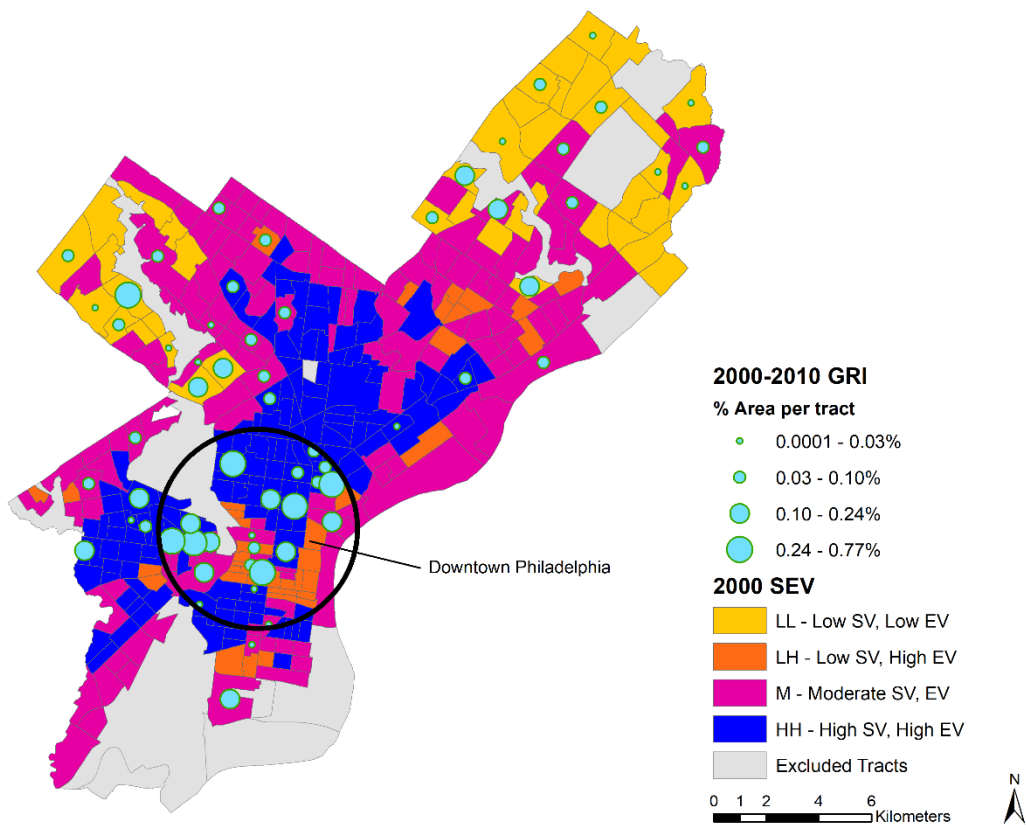 Downtown Philadelphia
2000-2010 GRI
% Area per tract
0.0001 - 0.03%
0.03 - 0.10%
0.10 - 0.24%
0.24 - 0.77%
2000 SEV
LL - Low SV, Low EV
LH - Low SV, High EV
M - Moderate SV, EV
HH - High SV, High EV
Excluded Tracts
0 1 2 4 6
Kilometers
N